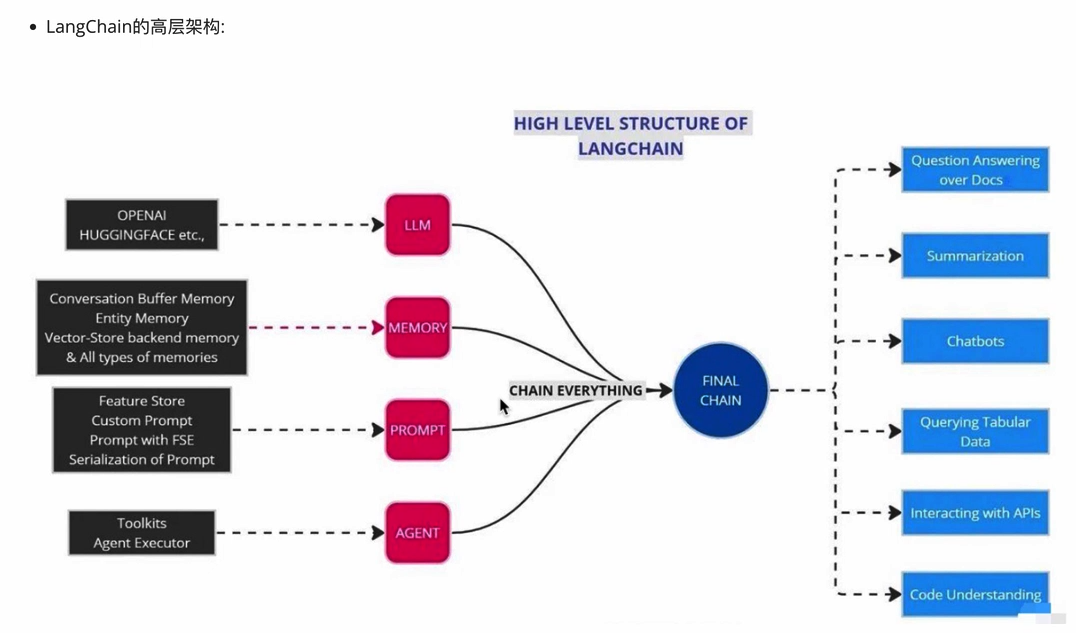 LangChain的高层架构:
HIGH LEVEL STRUCTURE OF
LANGCHAIN
OPENAI
HUGGINGFACE etc.,
LLM
Conversation Buffer Memory
Entity Memory
Vector-Store backend memory
& All types of memories
MEMORY
Feature Store
Custom Prompt
Prompt with FSE
Serialization of Prompt
PROMPT
Toolkits
Agent Executor
AGENT
CHAIN EVERYTHING
FINAL
CHAIN
Question Answering
over Docs
Summarization
Chatbots
Querying Tabular
Data
Interacting with APIs
Code Understanding